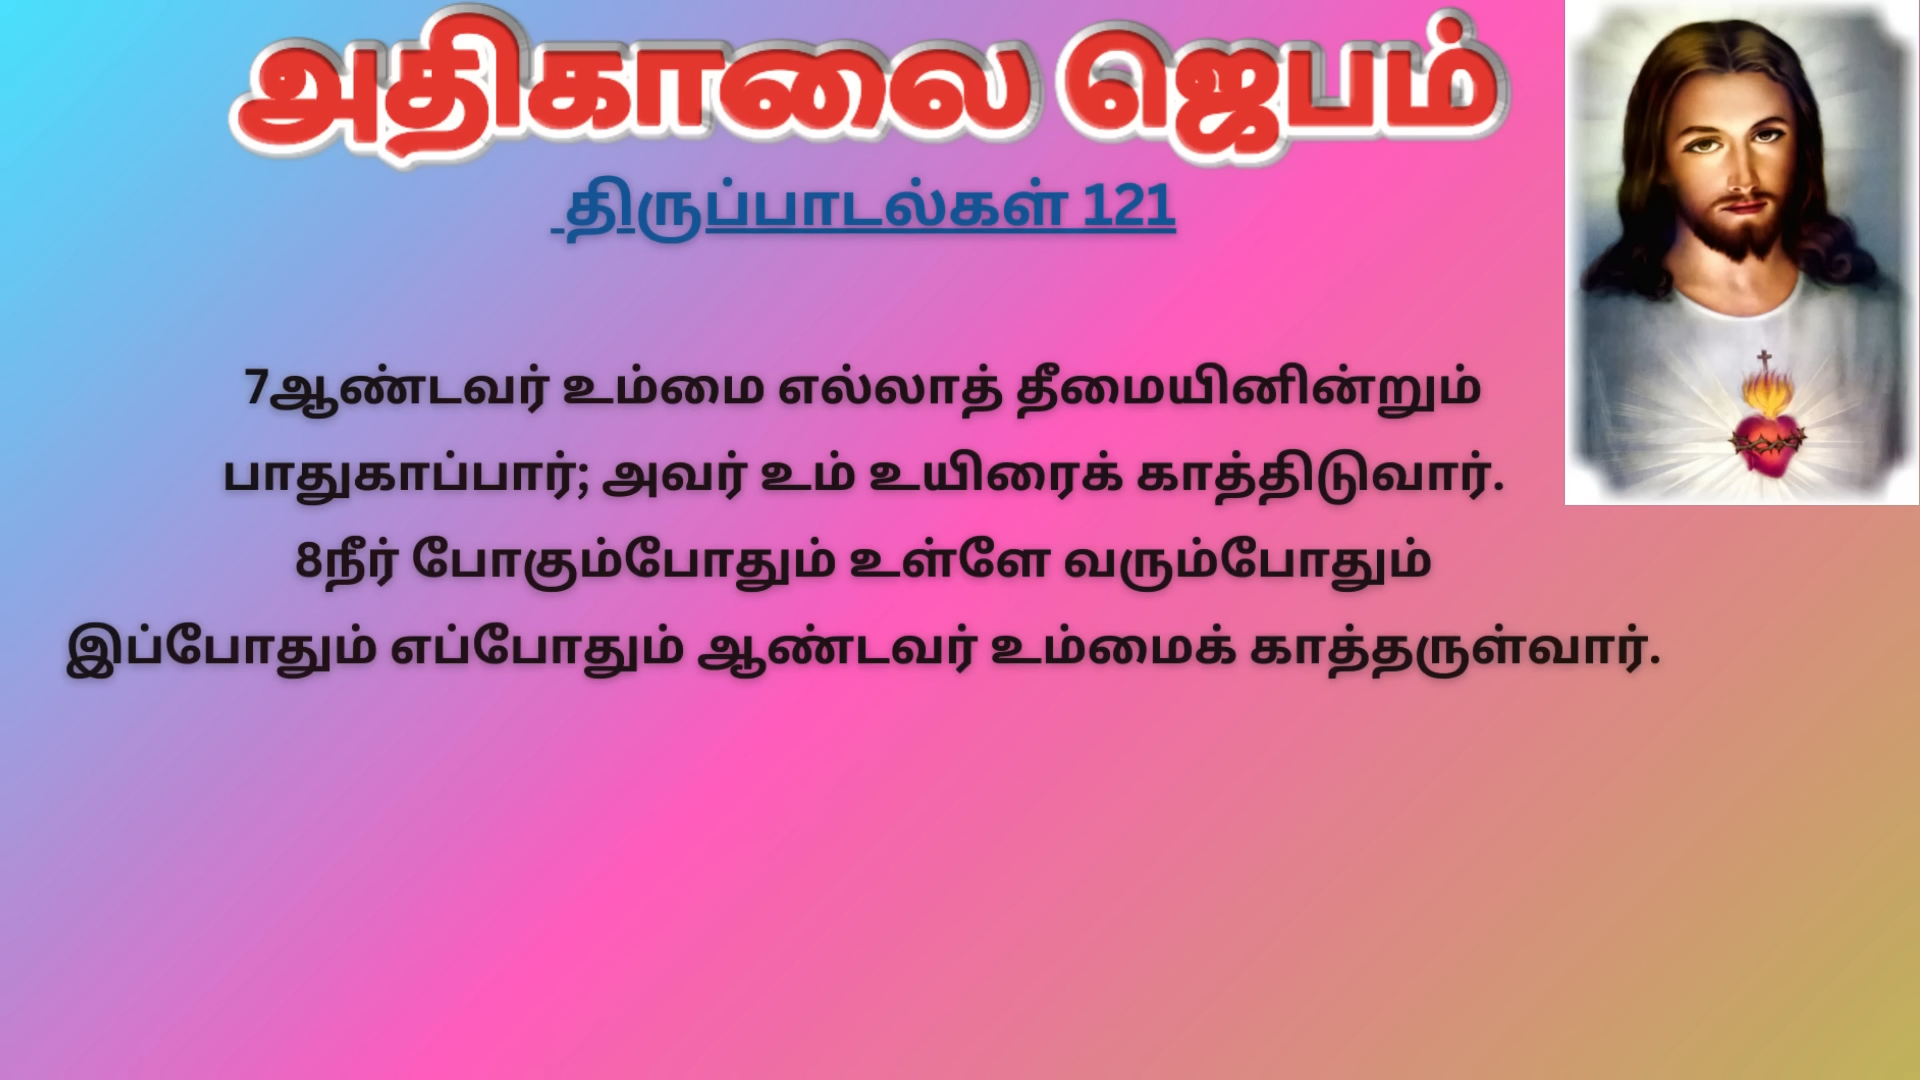 அதிகாலை ஜெபம்
திருப்பாடல்கள் 121
7ஆண்டவர் உம்மை எல்லாத் தீமையினின்றும்
பாதுகாப்பார்; அவர் உம் உயிரைக் காத்திடுவார்.
8நீர் போகும்போதும் உள்ளே வரும்போதும்
இப்போதும் எப்போதும் ஆண்டவர் உம்மைக் காத்தருள்வார்.